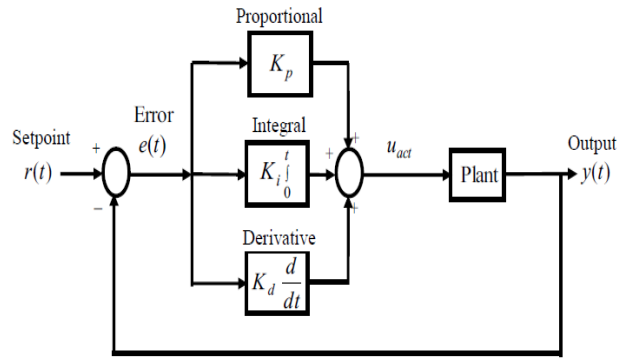 Proportional
K_p
Error
e(t)
Setpoint
r(t)
+
−
Integral
K_i ∫_0^t
Derivative
K_d d/dt
+
+
+
u_act
Plant
Output
y(t)